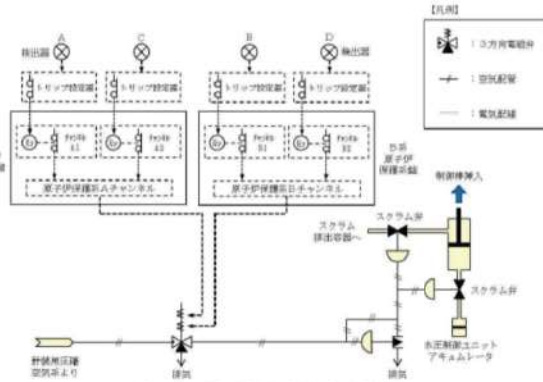 【凡例】
A
C
B
D
検出器
検出器
:三方向電磁弁
:空気配管
:電気配線
トリップ設定器
トリップ設定器
トリップ設定器
トリップ設定器
チャンネル
チャンネル
チャンネル
チャンネル
原子炉保護系Aチャンネル
原子炉保護系Bチャンネル
B系
原子炉
保護系盤
制御棒挿入
スクラム弁
スクラム
排出容器へ
スクラム弁
水圧制御ユニット
アキュムレータ
計装用圧縮
空気系より
排気
排気